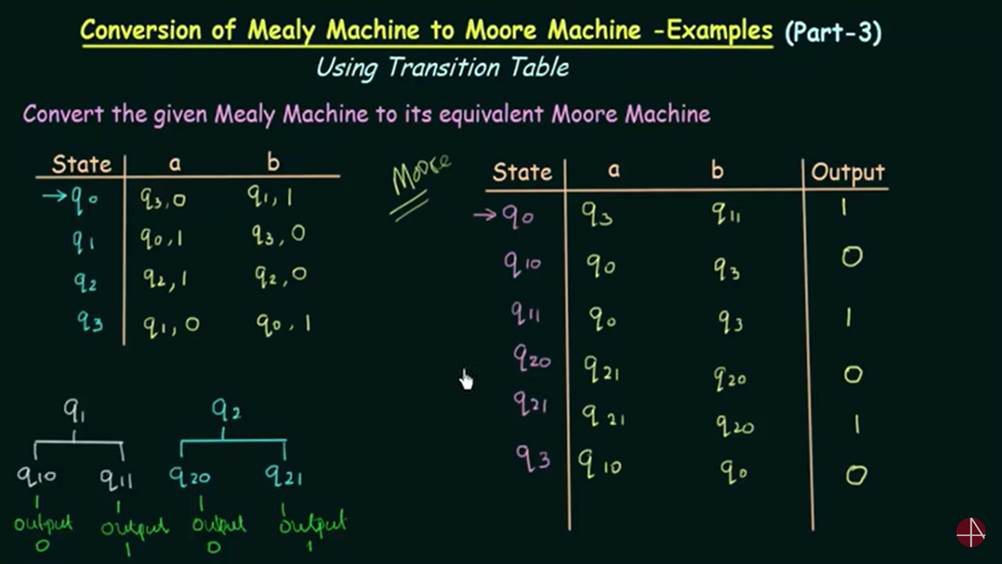 Conversion of Mealy Machine to Moore Machine -Examples (Part-3)
Using Transition Table
Convert the given Mealy Machine to its equivalent Moore Machine
State a b
→q0 q3,0 q1,1
q1 q0,1 q3,0
q2 q2,1 q2,0
q3 q1,0 q0,1
q1 q2
q10 q11 q20 q21
output output output output
0 1 0 1
Moore
State a b Output
→q0 q3 q11 1
q10 q0 q3 0
q11 q0 q3 1
q20 q21 q20 0
q21 q21 q20 1
q3 q10 q0 0